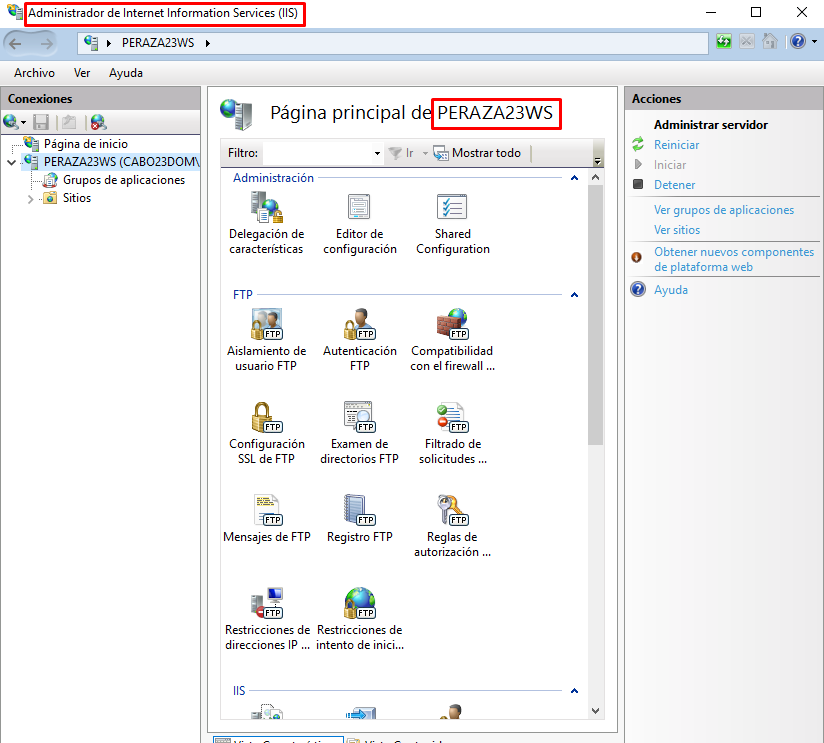 Administrador de Internet Information Services (IIS)
PERAZA23WS
Archivo Ver Ayuda
Conexiones
Página de inicio
PERAZA23WS (CABO23DOM\
Grupos de aplicaciones
Sitios
Página principal de PERAZA23WS
Filtro: Ir Mostrar todo
Administración
Delegación de
características
Editor de
configuración
Shared
Configuration
FTP
Aislamiento de
usuario FTP
Autenticación
FTP
Compatibilidad
con el firewall ...
Configuración
SSL de FTP
Examen de
directorios FTP
Filtrado de
solicitudes ...
Mensajes de FTP
Registro FTP
Reglas de
autorización ...
Restricciones de
direcciones IP ...
Restricciones de
intento de inici...
IIS
Acciones
Administrar servidor
Reiniciar
Iniciar
Detener
Ver grupos de aplicaciones
Ver sitios
Obtener nuevos componentes
de plataforma web
Ayuda